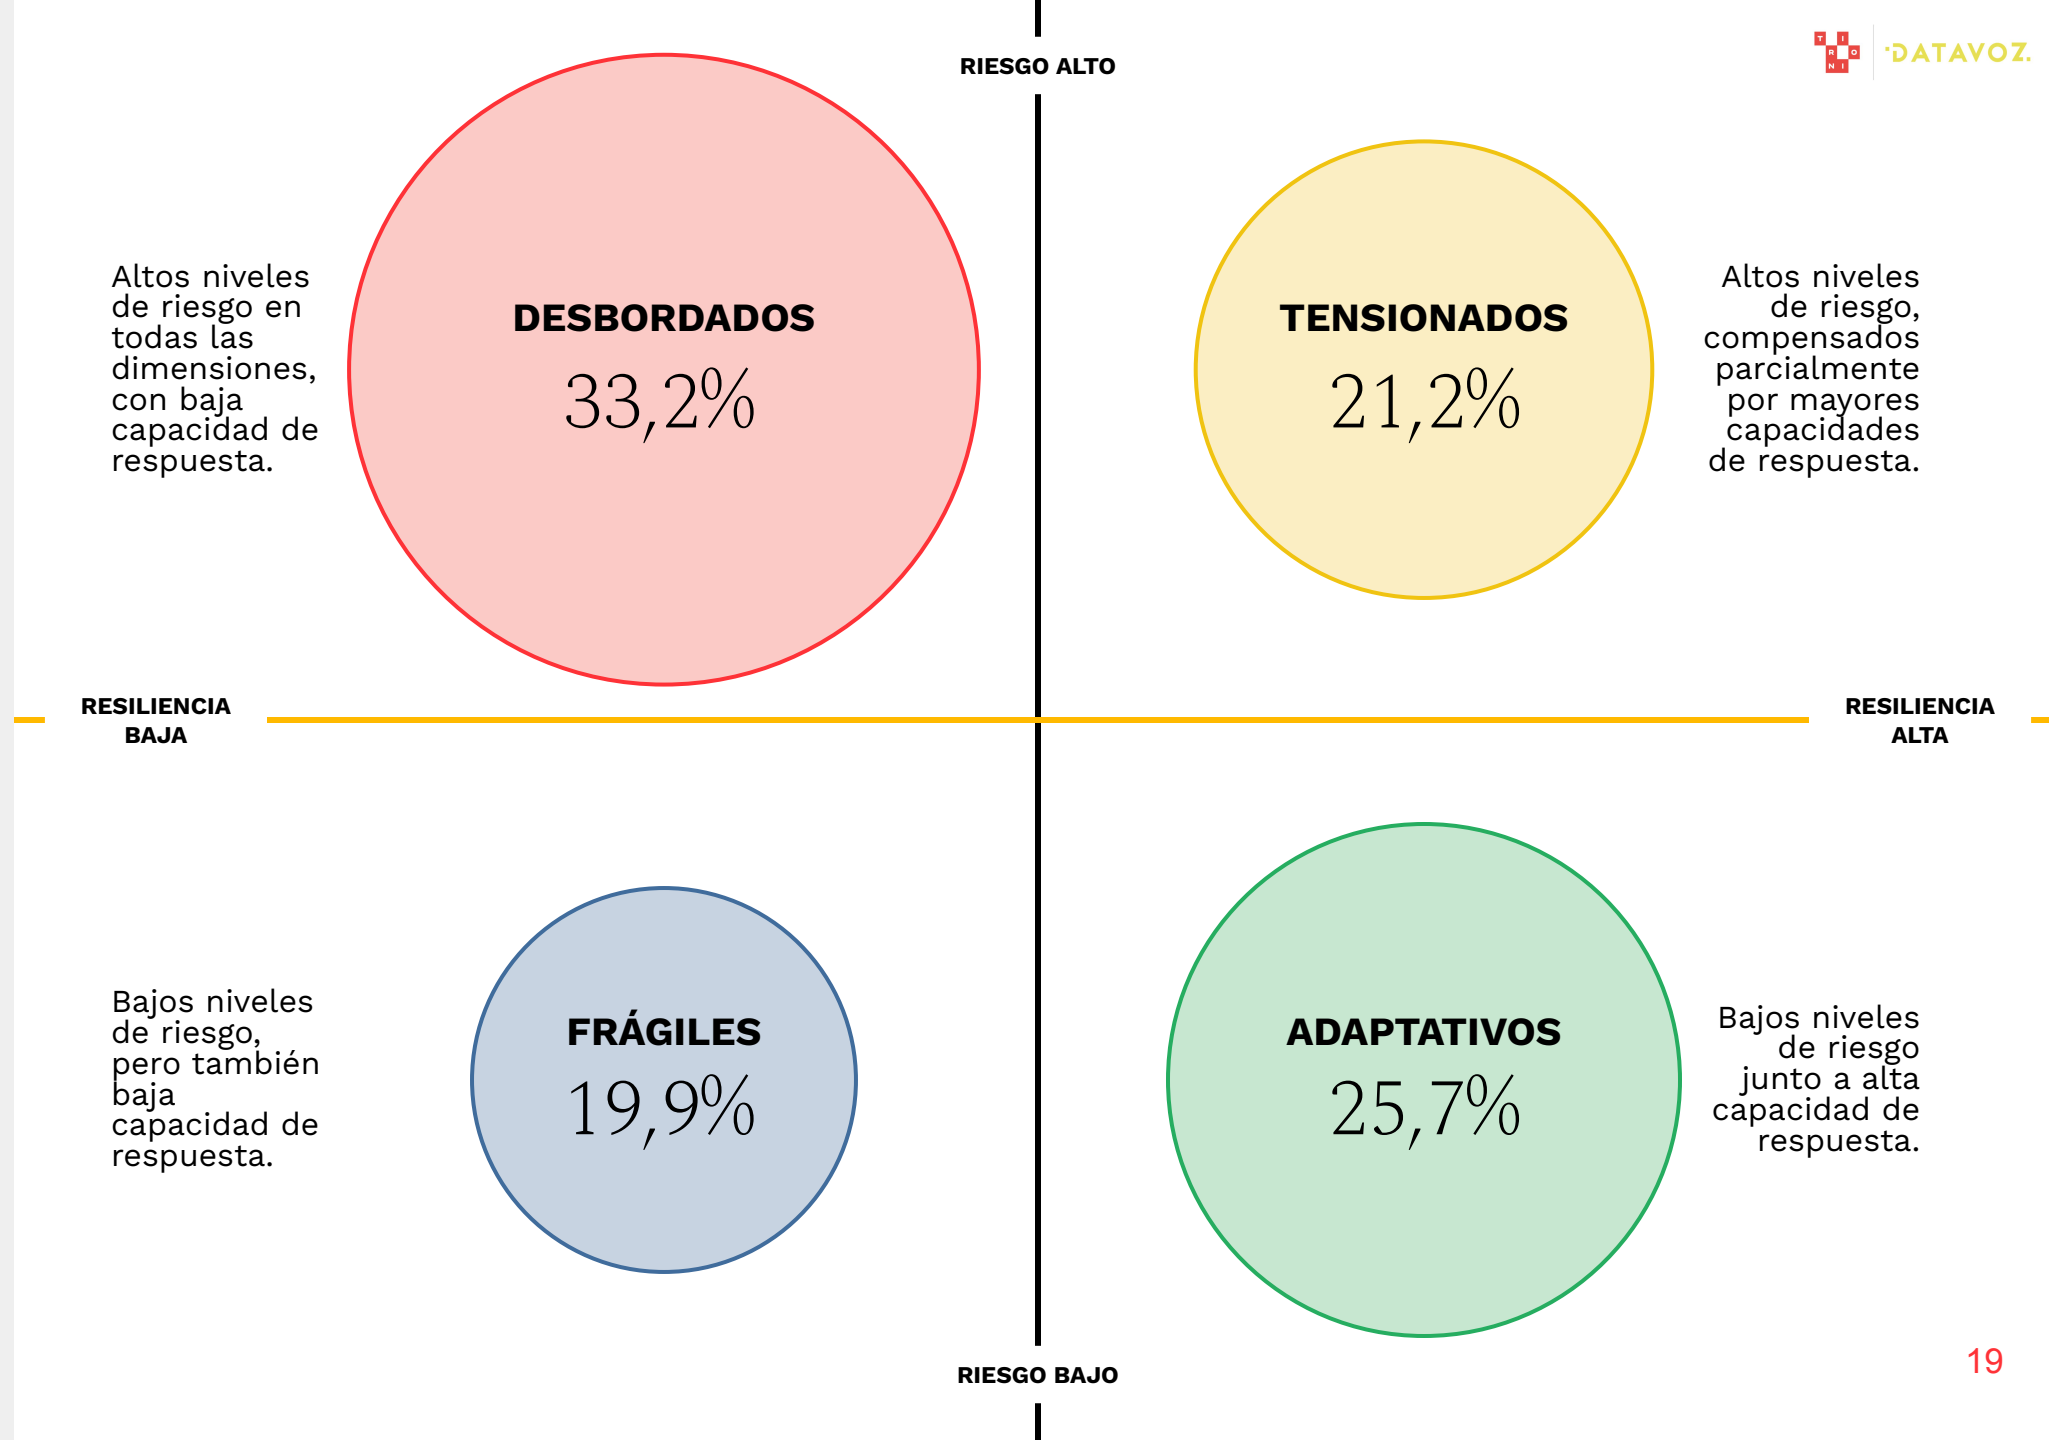 RIESGO ALTO
T I
R O
N I
DATAVOZ.
Altos niveles
de riesgo en
todas las
dimensiones,
con baja
capacidad de
respuesta.
DESBORDADOS
33,2%
TENSIONADOS
21,2%
Altos niveles
de riesgo,
compensados
parcialmente
por mayores
capacidades
de respuesta.
RESILIENCIA
BAJA
RESILIENCIA
ALTA
Bajos niveles
de riesgo,
pero también
baja
capacidad de
respuesta.
FRÁGILES
19,9%
ADAPTATIVOS
25,7%
Bajos niveles
de riesgo
junto a alta
capacidad de
respuesta.
RIESGO BAJO
19